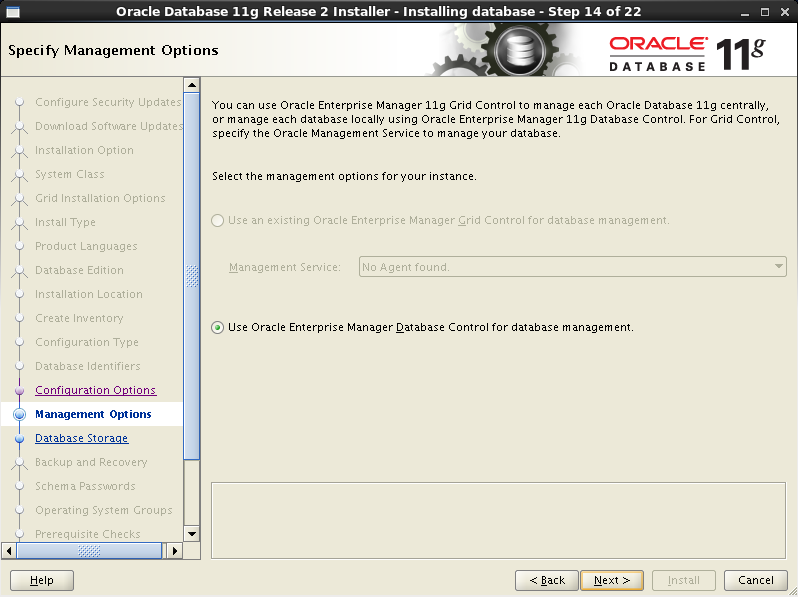 Oracle Database 11g Release 2 Installer - Installing database - Step 14 of 22
Specify Management Options
ORACLE®
DATABASE
11g
Configure Security Updates
Download Software Updates
Installation Option
System Class
Grid Installation Options
Install Type
Product Languages
Database Edition
Installation Location
Create Inventory
Configuration Type
Database Identifiers
Configuration Options
Management Options
Database Storage
Backup and Recovery
Schema Passwords
Operating System Groups
Prerequisite Checks
You can use Oracle Enterprise Manager 11g Grid Control to manage each Oracle Database 11g centrally,
or manage each database locally using Oracle Enterprise Manager 11g Database Control. For Grid Control,
specify the Oracle Management Service to manage your database.
Select the management options for your instance.
Use an existing Oracle Enterprise Manager Grid Control for database management.
Management Service: No Agent found.
Use Oracle Enterprise Manager Database Control for database management.
Help
< Back
Next >
Install
Cancel